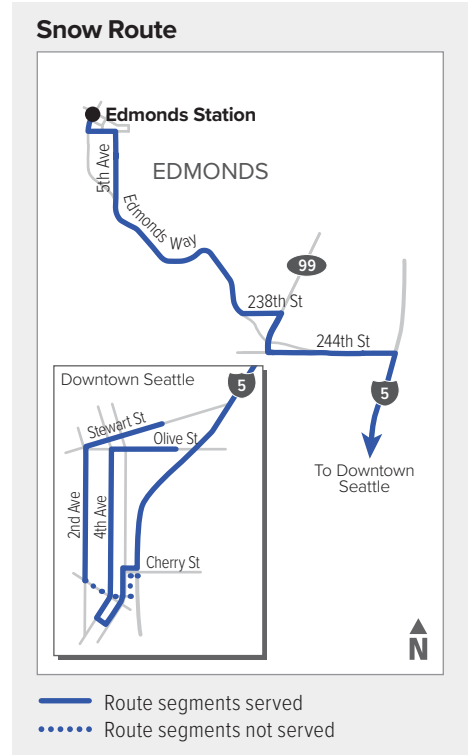 Snow Route
Edmonds Station
5th Ave
EDMONDS
Edmonds Way
99
238th St
244th St
5
To Downtown
Seattle
Downtown Seattle
5
Stewart St
Olive St
2nd Ave
4th Ave
Cherry St
N
Route segments served
Route segments not served